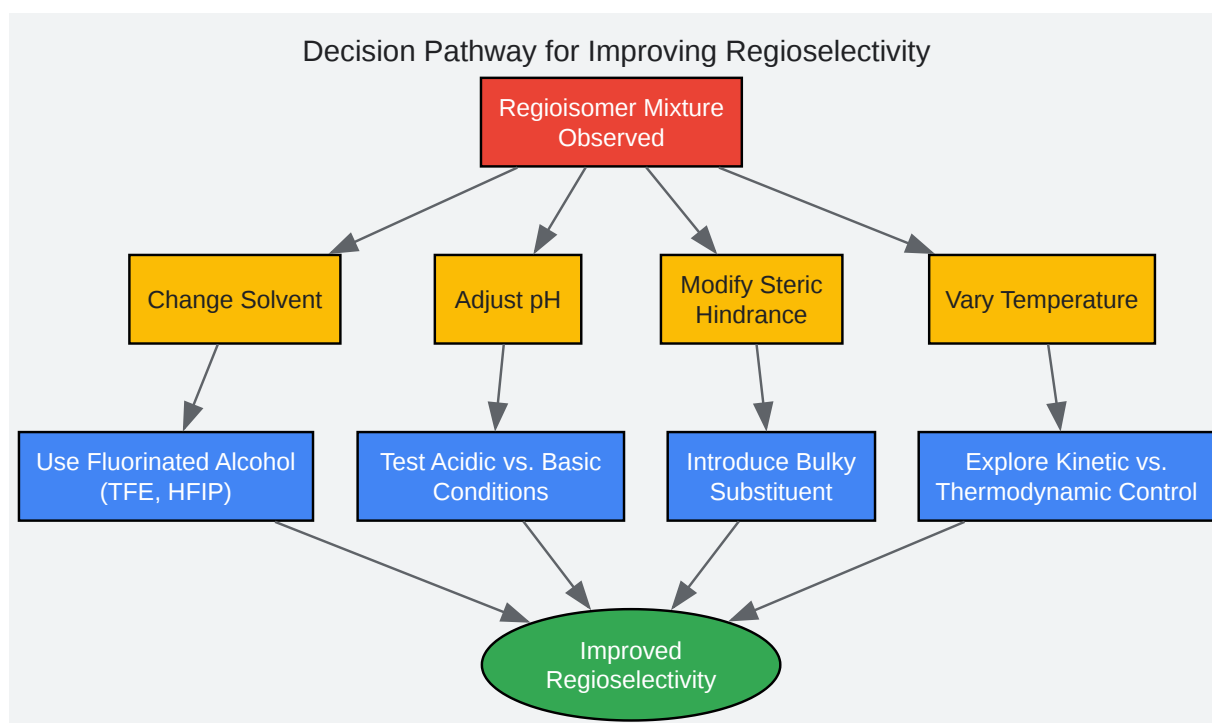 Decision Pathway for Improving Regioselectivity
Regioisomer Mixture
Observed
Change Solvent
Adjust pH
Modify Steric
Hindrance
Vary Temperature
Use Fluorinated Alcohol
(TFE, HFIP)
Test Acidic vs. Basic
Conditions
Introduce Bulky
Substituent
Explore Kinetic vs.
Thermodynamic Control
Improved
Regioselectivity